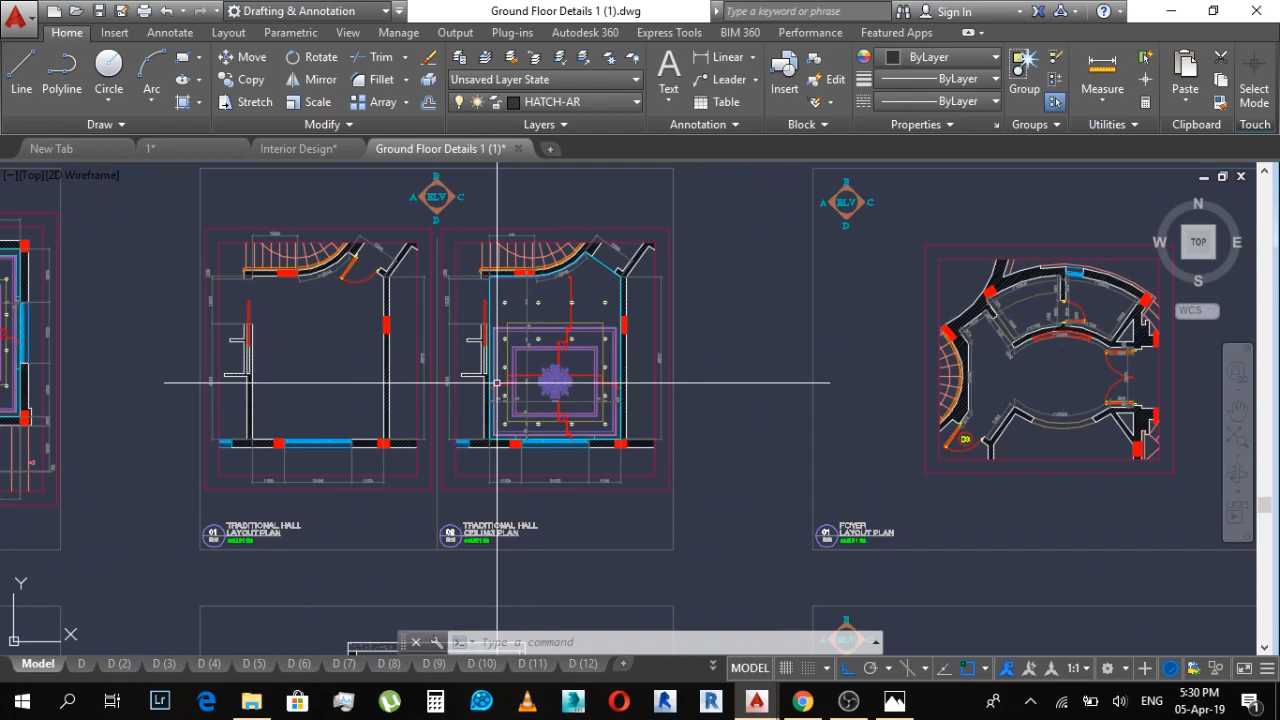 Drafting & Annotation
Ground Floor Details 1 (1).dwg
Type a keyword or phrase
Sign In
Home Insert Annotate Layout Parametric View Manage Output Plug-ins Autodesk 360 Express Tools BIM 360 Performance Featured Apps
Line Polyline Circle Arc
Move Rotate Trim
Copy Mirror Fillet
Stretch Scale Array
Unsaved Layer State
HATCH-AR
Text Linear Leader Table
Insert Edit
ByLayer
ByLayer
ByLayer
Group Measure Paste Select Mode
Draw Modify Layers Annotation Block Properties Groups Utilities Clipboard Touch
New Tab 1* Interior Design* Ground Floor Details 1 (1)*
[−][Top][2D Wireframe]
B
A ELV C
D
B
A ELV C
D
N
W TOP E
S
WCS
01 TRADITIONAL HALL
LAYOUT PLAN
02 TRADITIONAL HALL
CEILING PLAN
01 FOYER
LAYOUT PLAN
Y
X
B
A C
Type a command
Model D D (2) D (3) D (4) D (5) D (6) D (7) D (8) D (9) D (10) D (11) D (12) MODEL 1:1
Lr ENG 5:30 PM
05-Apr-19